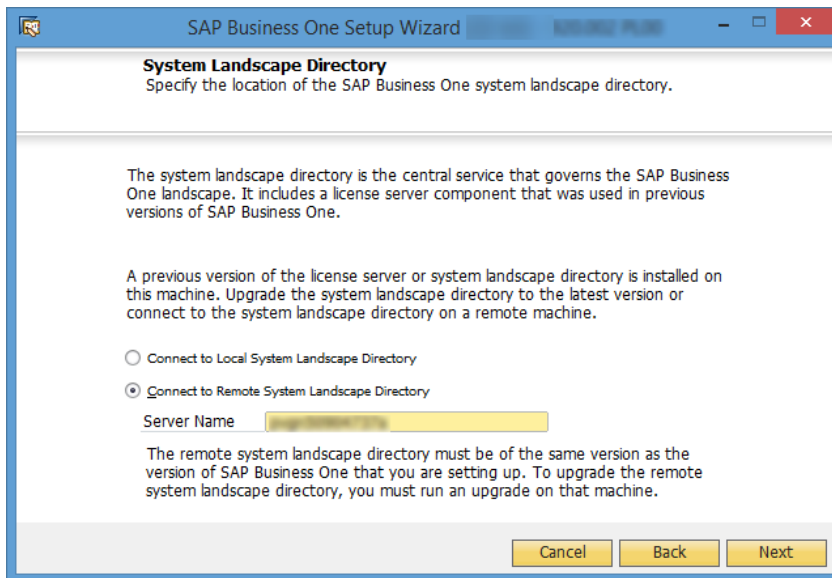 SAP Business One Setup Wizard
System Landscape Directory
Specify the location of the SAP Business One system landscape directory.
The system landscape directory is the central service that governs the SAP Business
One landscape. It includes a license server component that was used in previous
versions of SAP Business One.
A previous version of the license server or system landscape directory is installed on
this machine. Upgrade the system landscape directory to the latest version or
connect to the system landscape directory on a remote machine.
Connect to Local System Landscape Directory
Connect to Remote System Landscape Directory
Server Name
The remote system landscape directory must be of the same version as the
version of SAP Business One that you are setting up. To upgrade the remote
system landscape directory, you must run an upgrade on that machine.
Cancel Back Next